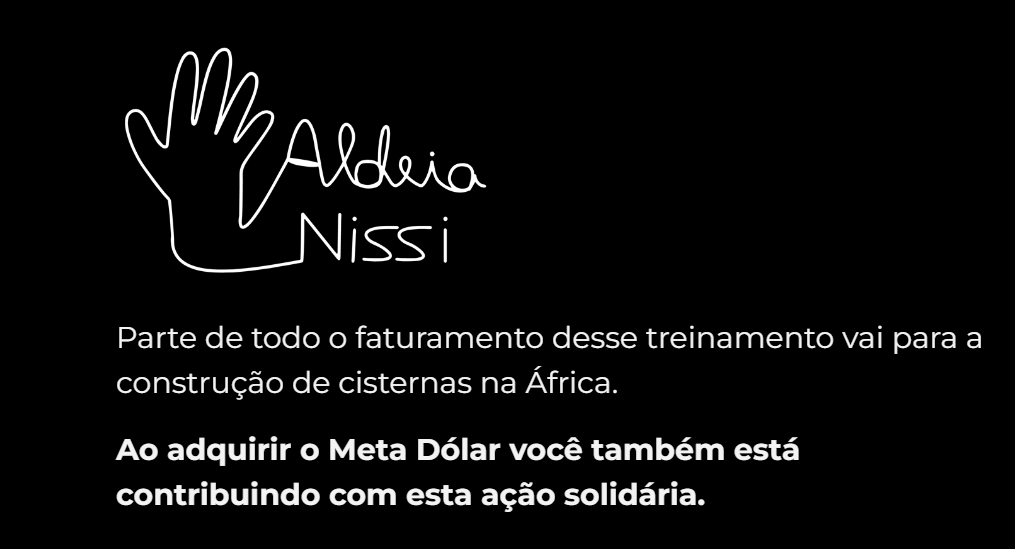 Aldeia
Nissi
Parte de todo o faturamento desse treinamento vai para a
construção de cisternas na África.
Ao adquirir o Meta Dólar você também está
contribuindo com esta ação solidária.